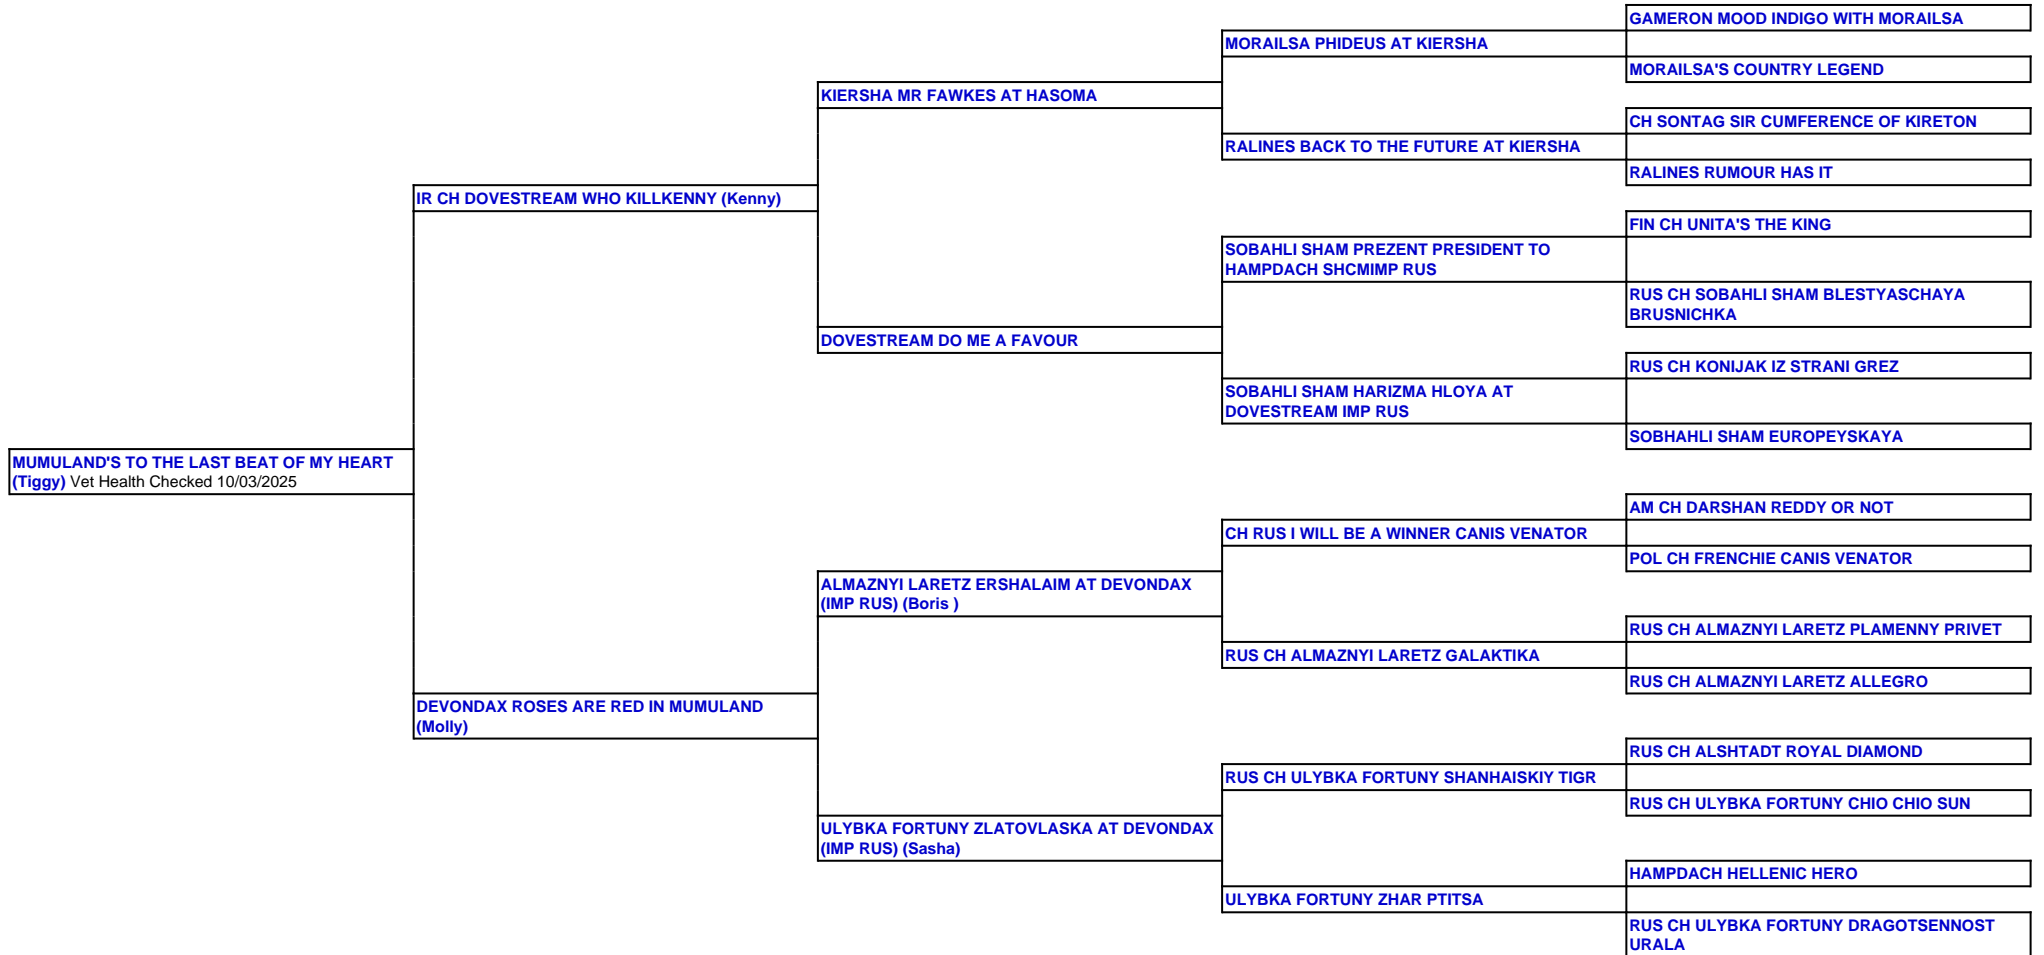 GAMERON MOOD INDIGO WITH MORAILSA
MORAILSA PHIDEUS AT KIERSHA
MORAILSA'S COUNTRY LEGEND
KIERSHA MR FAWKES AT HASOMA
CH SONTAG SIR CUMFERENCE OF KIRETON
RALINES BACK TO THE FUTURE AT KIERSHA
RALINES RUMOUR HAS IT
IR CH DOVESTREAM WHO KILLKENNY (Kenny)
FIN CH UNITA'S THE KING
SOBAHLI SHAM PREZENT PRESIDENT TO
HAMPDACH SHCMIMP RUS
RUS CH SOBAHLI SHAM BLESTYASCHAYA
BRUSNICHKA
DOVESTREAM DO ME A FAVOUR
RUS CH KONIJAK IZ STRANI GREZ
SOBAHLI SHAM HARIZMA HLOYA AT
DOVESTREAM IMP RUS
SOBHAHLI SHAM EUROPEYSKAYA
MUMULAND'S TO THE LAST BEAT OF MY HEART
(Tiggy) Vet Health Checked 10/03/2025
AM CH DARSHAN REDDY OR NOT
CH RUS I WILL BE A WINNER CANIS VENATOR
POL CH FRENCHIE CANIS VENATOR
ALMAZNYI LARETZ ERSHALAIM AT DEVONDAX
(IMP RUS) (Boris )
RUS CH ALMAZNYI LARETZ PLAMENNY PRIVET
RUS CH ALMAZNYI LARETZ GALAKTIKA
RUS CH ALMAZNYI LARETZ ALLEGRO
DEVONDAX ROSES ARE RED IN MUMULAND
(Molly)
RUS CH ALSHTADT ROYAL DIAMOND
RUS CH ULYBKA FORTUNY SHANHAISKIY TIGR
RUS CH ULYBKA FORTUNY CHIO CHIO SUN
ULYBKA FORTUNY ZLATOVLASKA AT DEVONDAX
(IMP RUS) (Sasha)
HAMPDACH HELLENIC HERO
ULYBKA FORTUNY ZHAR PTITSA
RUS CH ULYBKA FORTUNY DRAGOTSENNOST
URALA